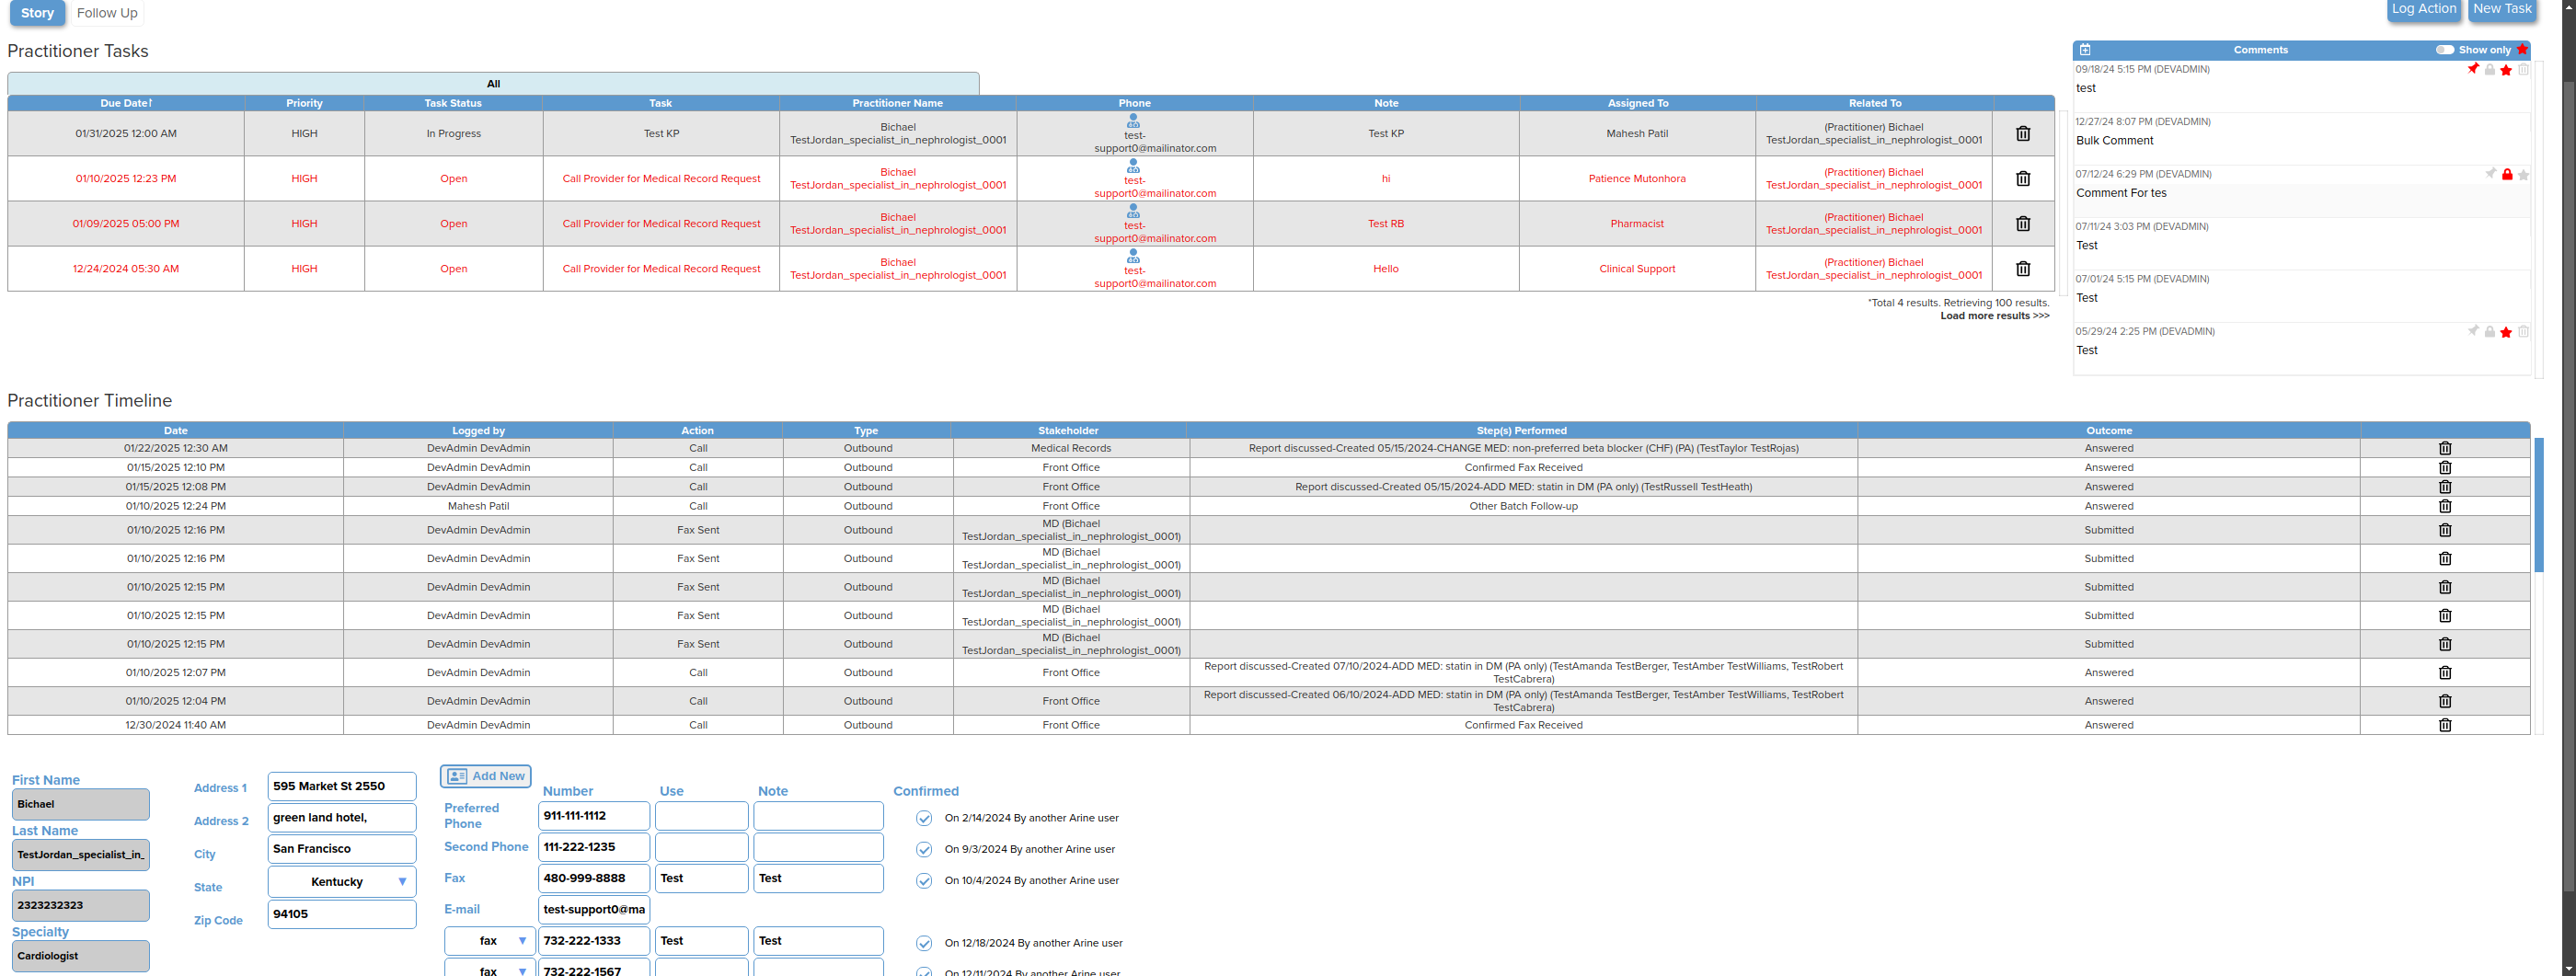 Story Follow Up Log Action New Task
Practitioner Tasks
All
Due Date↑ Priority Task Status Task Practitioner Name Phone Note Assigned To Related To
01/31/2025 12:00 AM HIGH In Progress Test KP Bichael TestJordan_specialist_in_nephrologist_0001 test-support0@mailinator.com Test KP Mahesh Patil (Practitioner) Bichael TestJordan_specialist_in_nephrologist_0001
01/10/2025 12:23 PM HIGH Open Call Provider for Medical Record Request Bichael TestJordan_specialist_in_nephrologist_0001 test-support0@mailinator.com hi Patience Mutonhora (Practitioner) Bichael TestJordan_specialist_in_nephrologist_0001
01/09/2025 05:00 PM HIGH Open Call Provider for Medical Record Request Bichael TestJordan_specialist_in_nephrologist_0001 test-support0@mailinator.com Test RB Pharmacist (Practitioner) Bichael TestJordan_specialist_in_nephrologist_0001
12/24/2024 05:30 AM HIGH Open Call Provider for Medical Record Request Bichael TestJordan_specialist_in_nephrologist_0001 test-support0@mailinator.com Hello Clinical Support (Practitioner) Bichael TestJordan_specialist_in_nephrologist_0001
*Total 4 results. Retrieving 100 results.
Load more results >>>
Comments Show only
09/18/24 5:15 PM (DEVADMIN)
test
12/27/24 8:07 PM (DEVADMIN)
Bulk Comment
07/12/24 6:29 PM (DEVADMIN)
Comment For tes
07/11/24 3:03 PM (DEVADMIN)
Test
07/01/24 5:15 PM (DEVADMIN)
Test
05/29/24 2:25 PM (DEVADMIN)
Test
Practitioner Timeline
Date Logged by Action Type Stakeholder Step(s) Performed Outcome
01/22/2025 12:30 AM DevAdmin DevAdmin Call Outbound Medical Records Report discussed-Created 05/15/2024-CHANGE MED: non-preferred beta blocker (CHF) (PA) (TestTaylor TestRojas) Answered
01/15/2025 12:10 PM DevAdmin DevAdmin Call Outbound Front Office Confirmed Fax Received Answered
01/15/2025 12:08 PM DevAdmin DevAdmin Call Outbound Front Office Report discussed-Created 05/15/2024-ADD MED: statin in DM (PA only) (TestRussell TestHeath) Answered
01/10/2025 12:24 PM Mahesh Patil Call Outbound Front Office Other Batch Follow-up Answered
01/10/2025 12:16 PM DevAdmin DevAdmin Fax Sent Outbound MD (Bichael TestJordan_specialist_in_nephrologist_0001) Submitted
01/10/2025 12:16 PM DevAdmin DevAdmin Fax Sent Outbound MD (Bichael TestJordan_specialist_in_nephrologist_0001) Submitted
01/10/2025 12:15 PM DevAdmin DevAdmin Fax Sent Outbound MD (Bichael TestJordan_specialist_in_nephrologist_0001) Submitted
01/10/2025 12:15 PM DevAdmin DevAdmin Fax Sent Outbound MD (Bichael TestJordan_specialist_in_nephrologist_0001) Submitted
01/10/2025 12:15 PM DevAdmin DevAdmin Fax Sent Outbound MD (Bichael TestJordan_specialist_in_nephrologist_0001) Submitted
01/10/2025 12:07 PM DevAdmin DevAdmin Call Outbound Front Office Report discussed-Created 07/10/2024-ADD MED: statin in DM (PA only) (TestAmanda TestBerger, TestAmber TestWilliams, TestRobert TestCabrera) Answered
01/10/2025 12:04 PM DevAdmin DevAdmin Call Outbound Front Office Report discussed-Created 06/10/2024-ADD MED: statin in DM (PA only) (TestAmanda TestBerger, TestAmber TestWilliams, TestRobert TestCabrera) Answered
12/30/2024 11:40 AM DevAdmin DevAdmin Call Outbound Front Office Confirmed Fax Received Answered
First Name
Bichael
Last Name
TestJordan_specialist_in_
NPI
2323232323
Specialty
Cardiologist
Address 1 595 Market St 2550
Address 2 green land hotel,
City San Francisco
State Kentucky
Zip Code 94105
Add New
Number Use Note Confirmed
Preferred Phone 911-111-1112 On 2/14/2024 By another Arine user
Second Phone 111-222-1235 On 9/3/2024 By another Arine user
Fax 480-999-8888 Test Test On 10/4/2024 By another Arine user
E-mail test-support0@ma
fax 732-222-1333 Test Test On 12/18/2024 By another Arine user
fax 732-222-1567 On 12/11/2024 By another Arine user